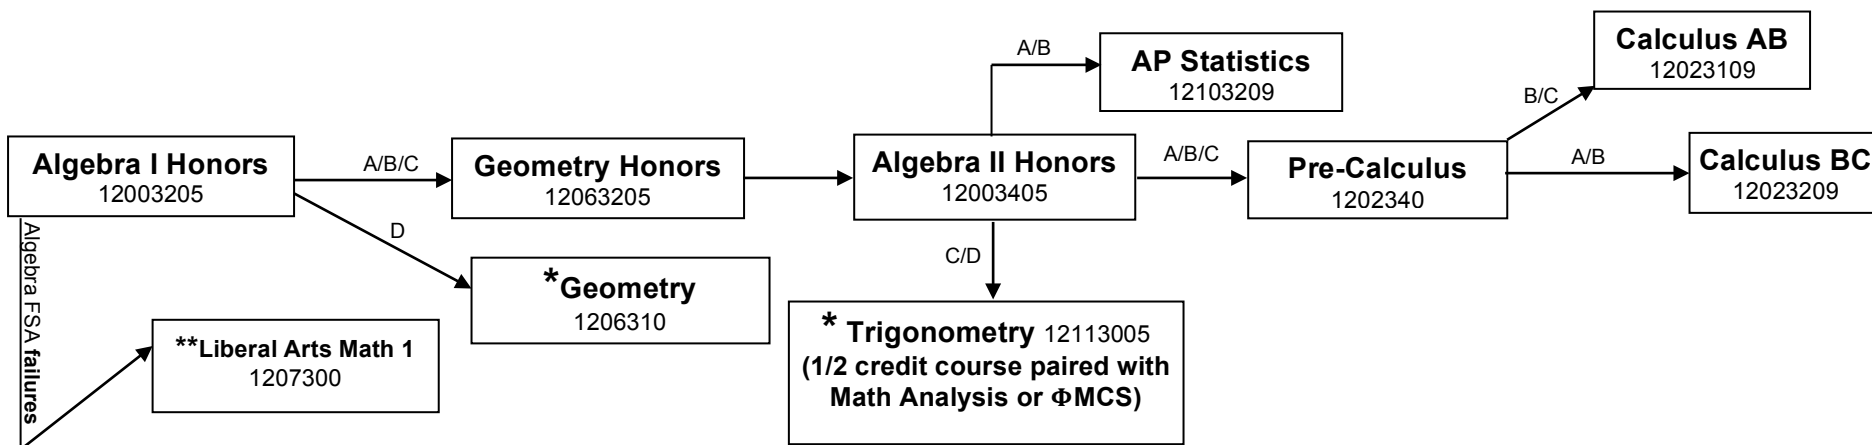 Calculus AB
12023109
A/B
AP Statistics
12103209
B/C
Algebra I Honors
12003205
A/B/C
Geometry Honors
12063205
Algebra II Honors
12003405
A/B/C
Pre-Calculus
1202340
A/B
Calculus BC
12023209
Algebra FSA failures
D
C/D
*Geometry
1206310
**Liberal Arts Math 1
1207300
* Trigonometry 12113005
(1/2 credit course paired with
Math Analysis or ΦMCS)